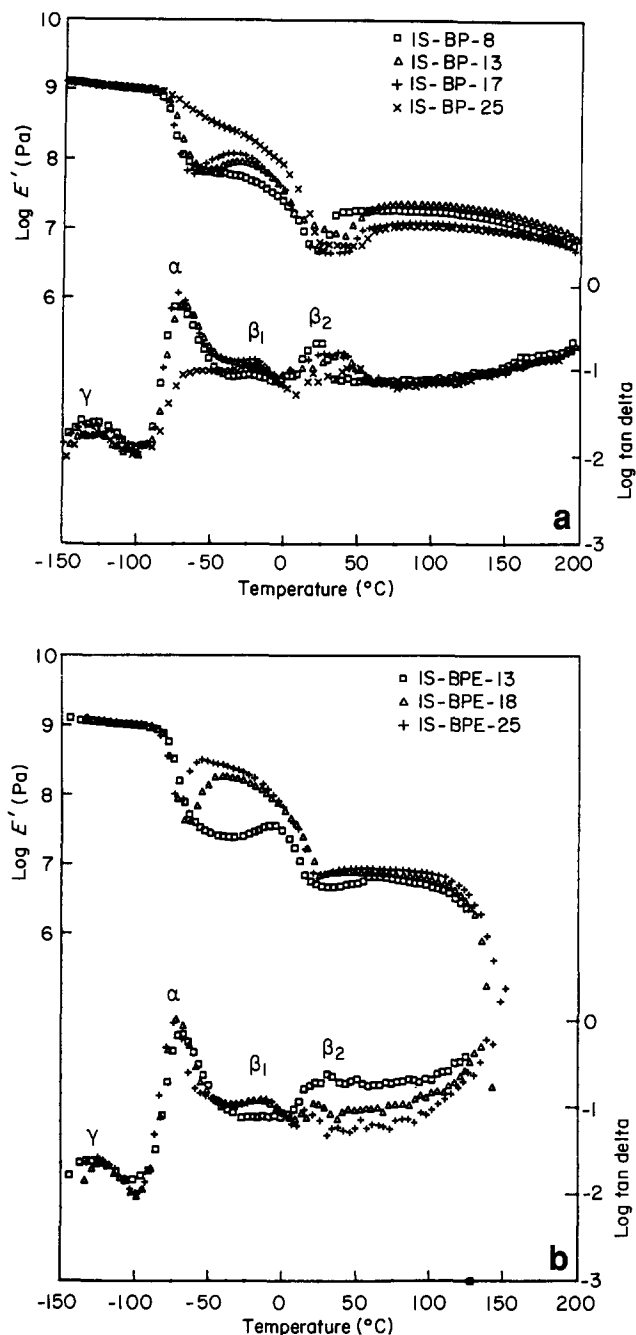 10
9
8
7
6
Log E′ (Pa)
□ IS-BP-8
△ IS-BP-13
+ IS-BP-17
× IS-BP-25
α
β1
β2
γ
0
-1
-2
-3
Log tan delta
a
-150 -100 -50 0 50 100 150 200
Temperature (°C)
10
9
8
7
6
Log E′ (Pa)
□ IS-BPE-13
△ IS-BPE-18
+ IS-BPE-25
α
β1
β2
γ
0
-1
-2
-3
Log tan delta
b
-150 -100 -50 0 50 100 150 200
Temperature (°C)